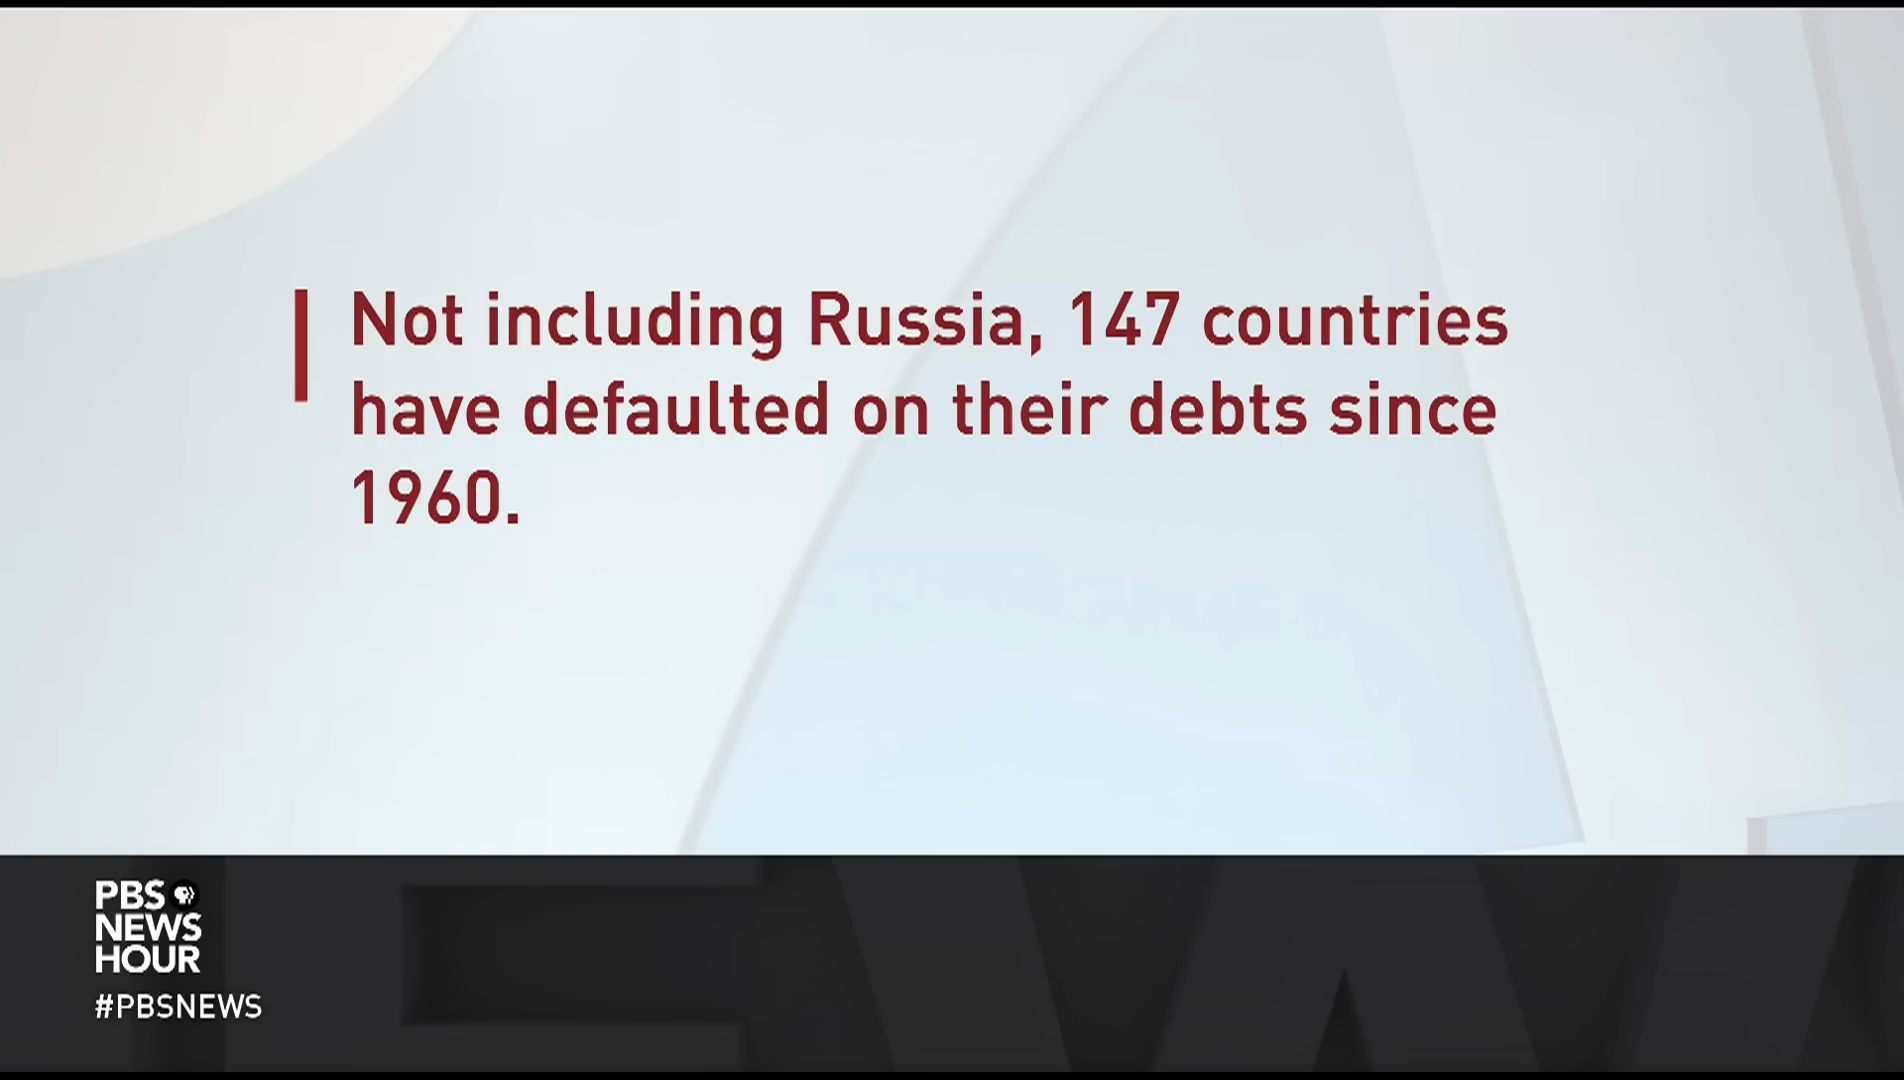 Not including Russia, 147 countries
have defaulted on their debts since
1960.
PBS
NEWS
HOUR
#PBSNEWS